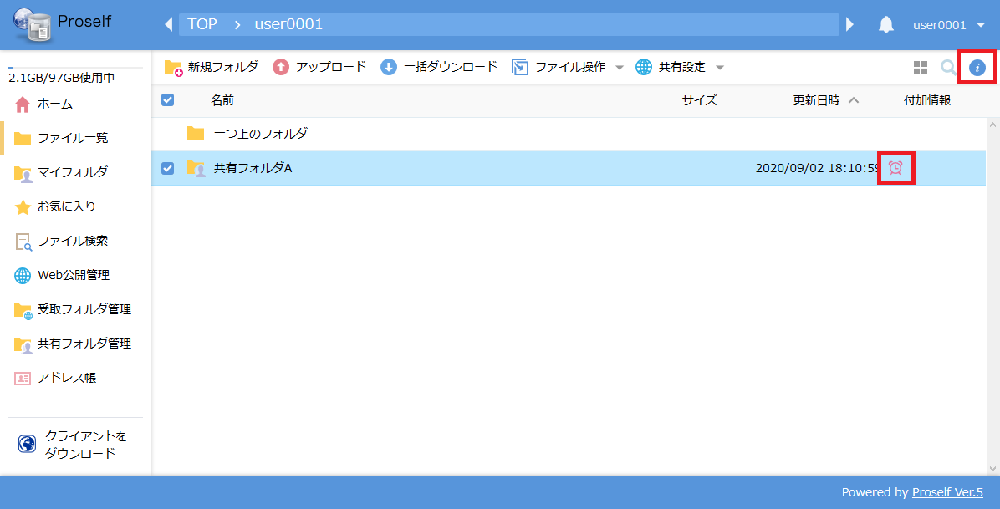 Proself
TOP > user0001
user0001
2.1GB/97GB使用中
ホーム
ファイル一覧
マイフォルダ
お気に入り
ファイル検索
Web公開管理
受取フォルダ管理
共有フォルダ管理
アドレス帳
クライアントを
ダウンロード
新規フォルダ アップロード 一括ダウンロード ファイル操作 共有設定
名前 サイズ 更新日時 付加情報
一つ上のフォルダ
共有フォルダA 2020/09/02 18:10:59
Powered by Proself Ver.5